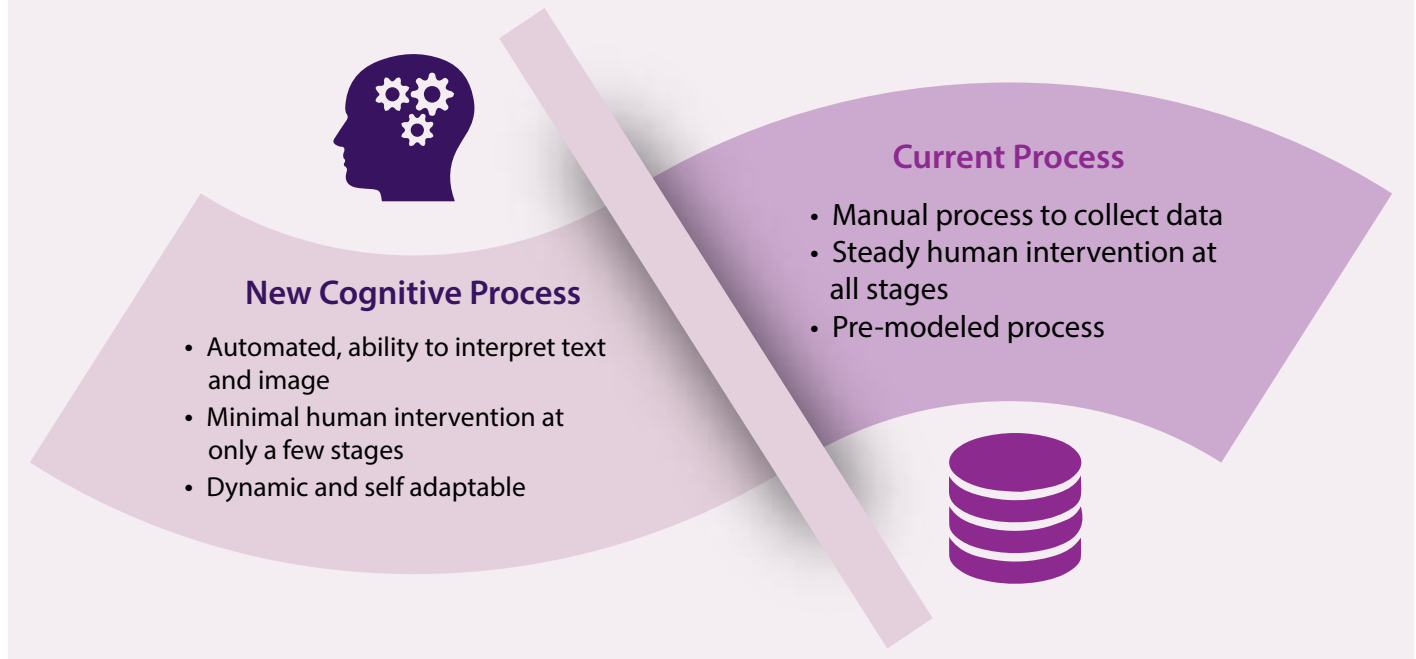 New Cognitive Process
• Automated, ability to interpret text
and image
• Minimal human intervention at
only a few stages
• Dynamic and self adaptable
Current Process
• Manual process to collect data
• Steady human intervention at
all stages
• Pre-modeled process